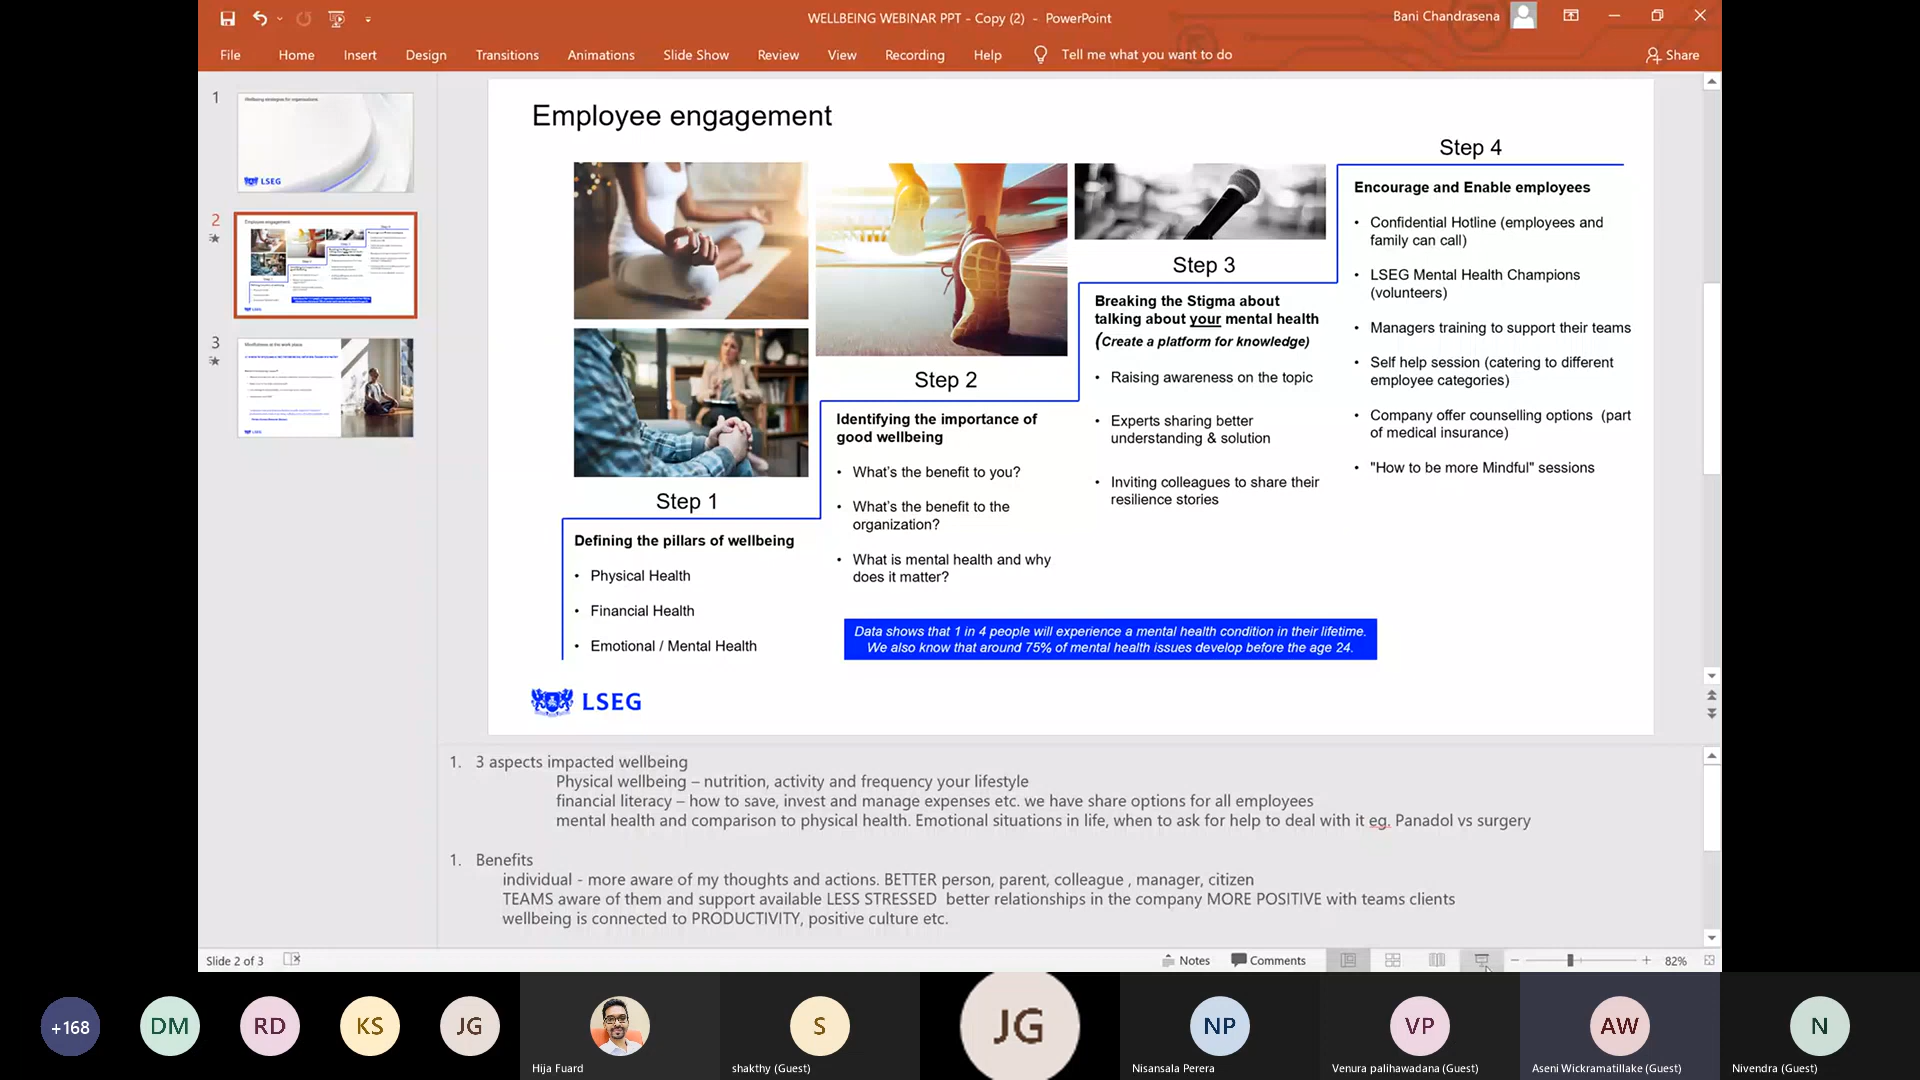 WELLBEING WEBINAR PPT - Copy (2) - PowerPoint
Bani Chandrasena
File Home Insert Design Transitions Animations Slide Show Review View Recording Help Tell me what you want to do Share
1
Wellbeing strategies for organisations
LSEG
2
Employee engagement
3
Mindfulness at the work place
LSEG
Employee engagement
Step 1
Defining the pillars of wellbeing
• Physical Health
• Financial Health
• Emotional / Mental Health
Step 2
Identifying the importance of
good wellbeing
• What's the benefit to you?
• What's the benefit to the
organization?
• What is mental health and why
does it matter?
Step 3
Breaking the Stigma about
talking about your mental health
(Create a platform for knowledge)
• Raising awareness on the topic
• Experts sharing better
understanding & solution
• Inviting colleagues to share their
resilience stories
Step 4
Encourage and Enable employees
• Confidential Hotline (employees and
family can call)
• LSEG Mental Health Champions
(volunteers)
• Managers training to support their teams
• Self help session (catering to different
employee categories)
• Company offer counselling options (part
of medical insurance)
• "How to be more Mindful" sessions
Data shows that 1 in 4 people will experience a mental health condition in their lifetime.
We also know that around 75% of mental health issues develop before the age 24.
LSEG
1. 3 aspects impacted wellbeing
Physical wellbeing – nutrition, activity and frequency your lifestyle
financial literacy – how to save, invest and manage expenses etc. we have share options for all employees
mental health and comparison to physical health. Emotional situations in life, when to ask for help to deal with it eg. Panadol vs surgery
1. Benefits
individual - more aware of my thoughts and actions. BETTER person, parent, colleague , manager, citizen
TEAMS aware of them and support available LESS STRESSED better relationships in the company MORE POSITIVE with teams clients
wellbeing is connected to PRODUCTIVITY, positive culture etc.
Slide 2 of 3
Notes Comments 82%
+168 DM RD KS JG S JG NP VP AW N
Hija Fuard
shakthy (Guest)
Nisansala Perera
Venura palihawadana (Guest)
Aseni Wickramatillake (Guest)
Nivendra (Guest)